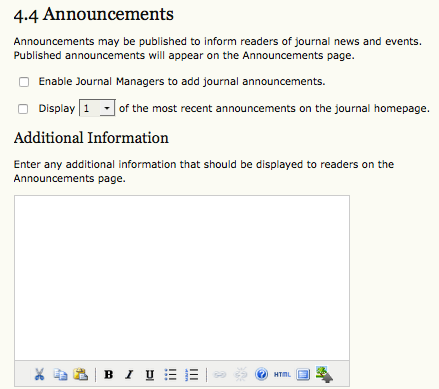 4.4 Announcements
Announcements may be published to inform readers of journal news and events.
Published announcements will appear on the Announcements page.
Enable Journal Managers to add journal announcements.
Display 1 of the most recent announcements on the journal homepage.
Additional Information
Enter any additional information that should be displayed to readers on the
Announcements page.
B I U HTML